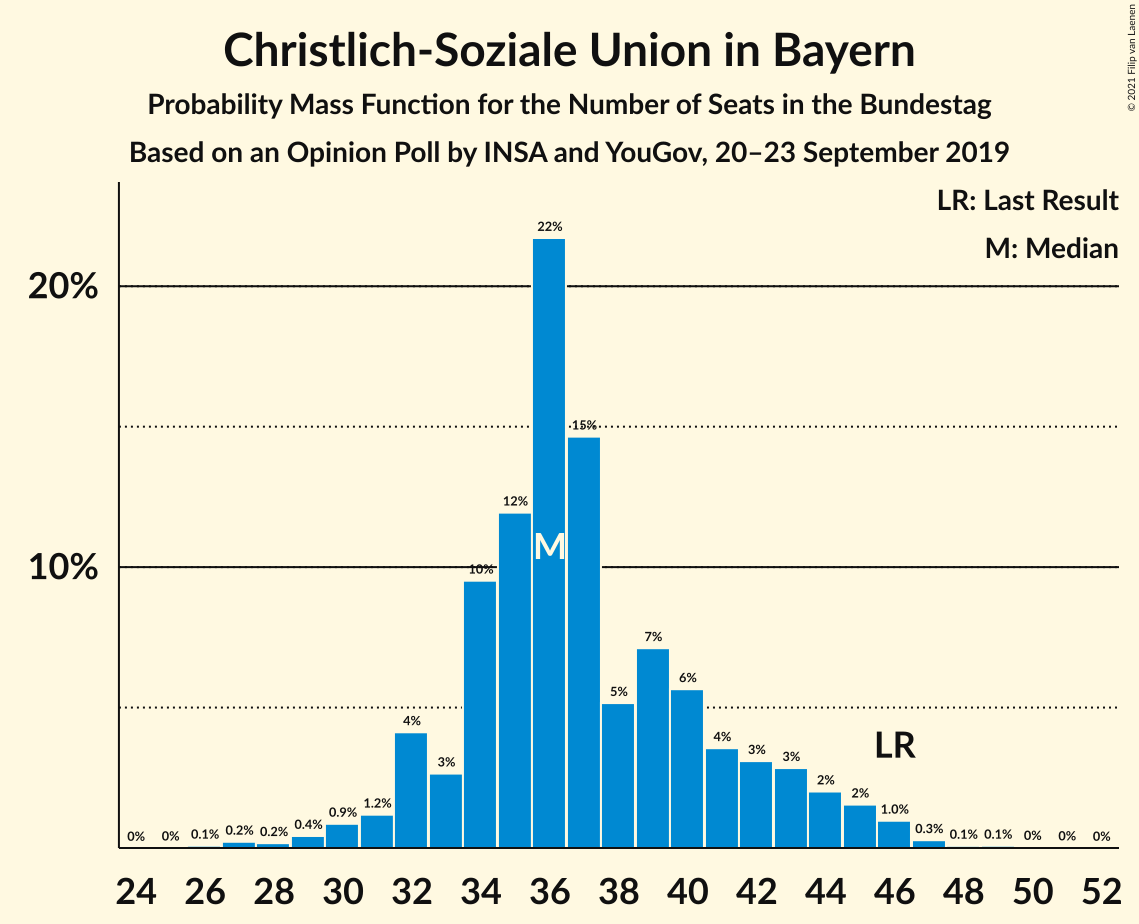 Christlich-Soziale Union in Bayern
Probability Mass Function for the Number of Seats in the Bundestag
Based on an Opinion Poll by INSA and YouGov, 20–23 September 2019
© 2021 Filip van Laenen
LR: Last Result
M: Median
20%
10%
0% 0% 0.1% 0.2% 0.2% 0.4% 0.9% 1.2% 4% 3% 10% 12% 22% 15% 5% 7% 6% 4% 3% 3% 2% 2% 1.0% 0.3% 0.1% 0.1% 0% 0% 0%
M
LR
24 26 28 30 32 34 36 38 40 42 44 46 48 50 52